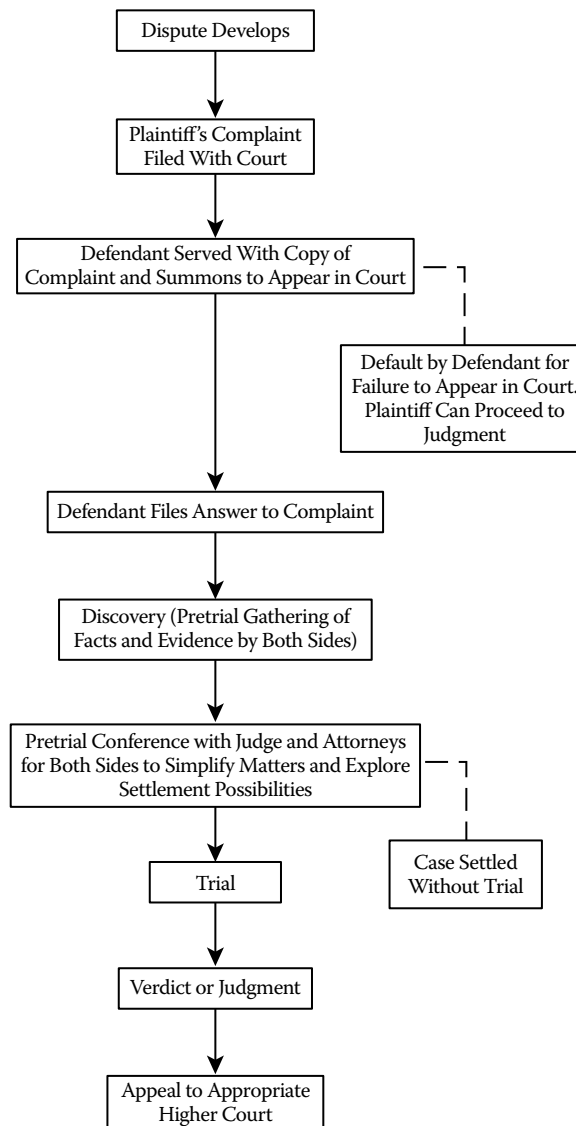 Dispute Develops
Plaintiff’s Complaint
Filed With Court
Defendant Served With Copy of
Complaint and Summons to Appear in Court
Default by Defendant for
Failure to Appear in Court.
Plaintiff Can Proceed to
Judgment
Defendant Files Answer to Complaint
Discovery (Pretrial Gathering of
Facts and Evidence by Both Sides)
Pretrial Conference with Judge and Attorneys
for Both Sides to Simplify Matters and Explore
Settlement Possibilities
Case Settled
Without Trial
Trial
Verdict or Judgment
Appeal to Appropriate
Higher Court